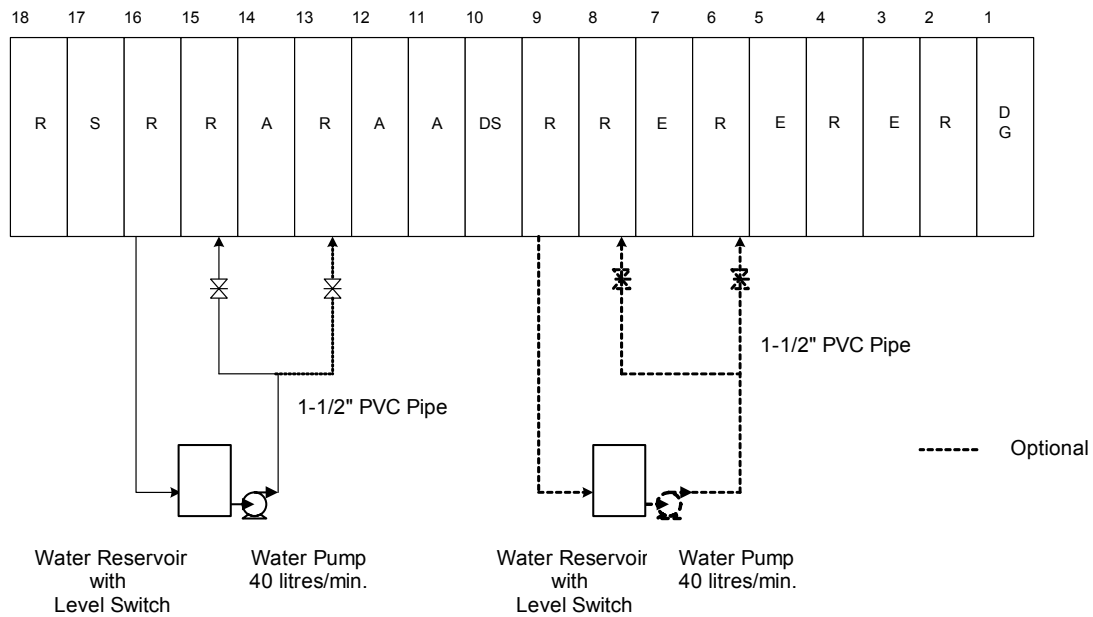 18 17 16 15 14 13 12 11 10 9 8 7 6 5 4 3 2 1
R S R R A R A A DS R R E R E R E R D
G
1-1/2" PVC Pipe
1-1/2" PVC Pipe
Optional
Water Reservoir
with
Level Switch
Water Pump
40 litres/min.
Water Reservoir
with
Level Switch
Water Pump
40 litres/min.